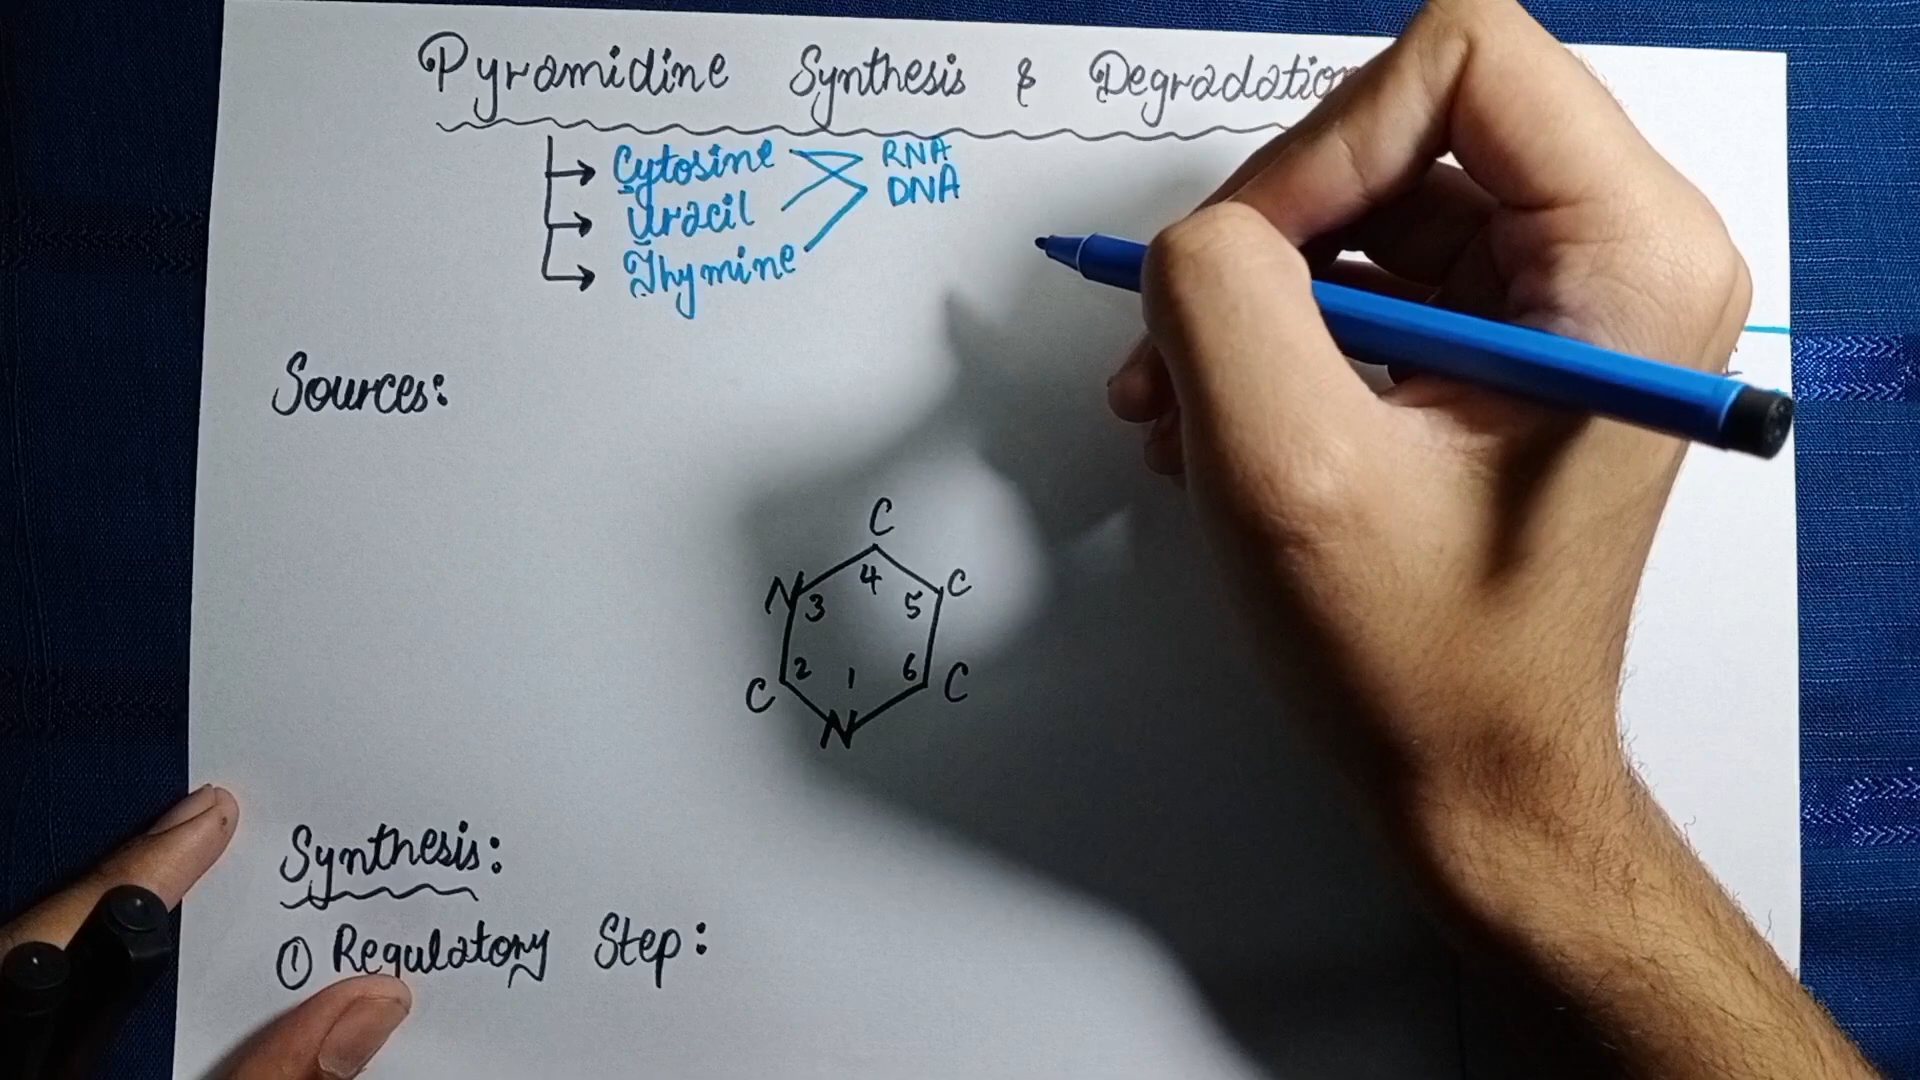 Pyramidine Synthesis & Degradation
Cytosine RNA
Uracil DNA
Thymine
Sources:
C
N 3 4 5 C
C 2 1 6 C
N
Synthesis:
① Regulatory Step: